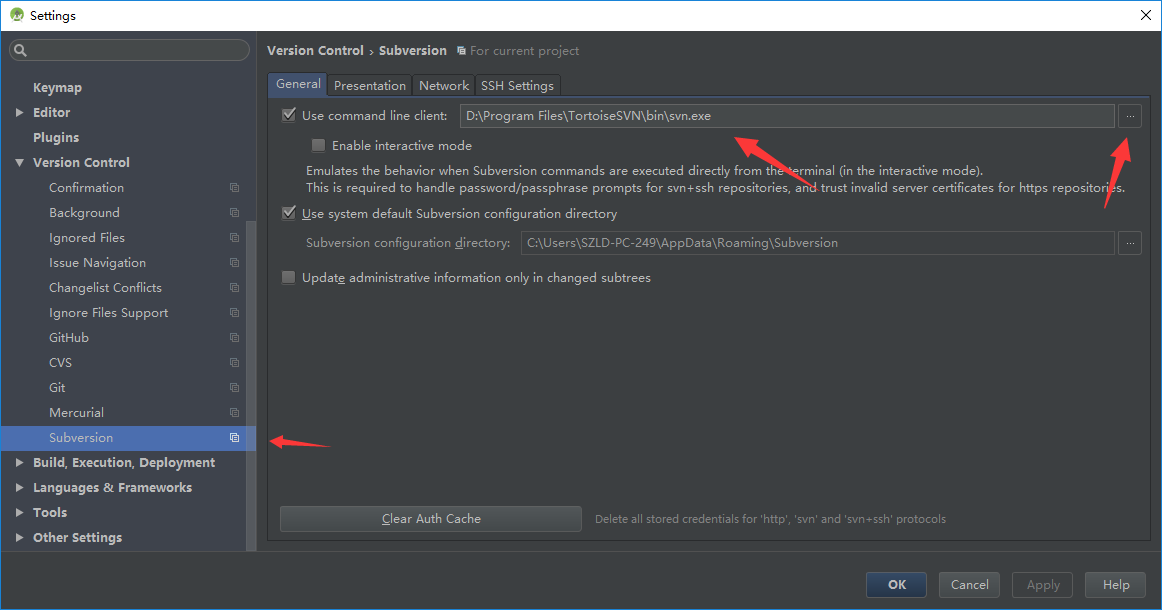 Settings
Version Control › Subversion For current project
Keymap
Editor
Plugins
Version Control
Confirmation
Background
Ignored Files
Issue Navigation
Changelist Conflicts
Ignore Files Support
GitHub
CVS
Git
Mercurial
Subversion
Build, Execution, Deployment
Languages & Frameworks
Tools
Other Settings
General Presentation Network SSH Settings
Use command line client: D:\Program Files\TortoiseSVN\bin\svn.exe ...
Enable interactive mode
Emulates the behavior when Subversion commands are executed directly from the terminal (in the interactive mode).
This is required to handle password/passphrase prompts for svn+ssh repositories, and trust invalid server certificates for https repositories.
Use system default Subversion configuration directory
Subversion configuration directory: C:\Users\SZLD-PC-249\AppData\Roaming\Subversion ...
Update administrative information only in changed subtrees
Clear Auth Cache Delete all stored credentials for 'http', 'svn' and 'svn+ssh' protocols
OK Cancel Apply Help